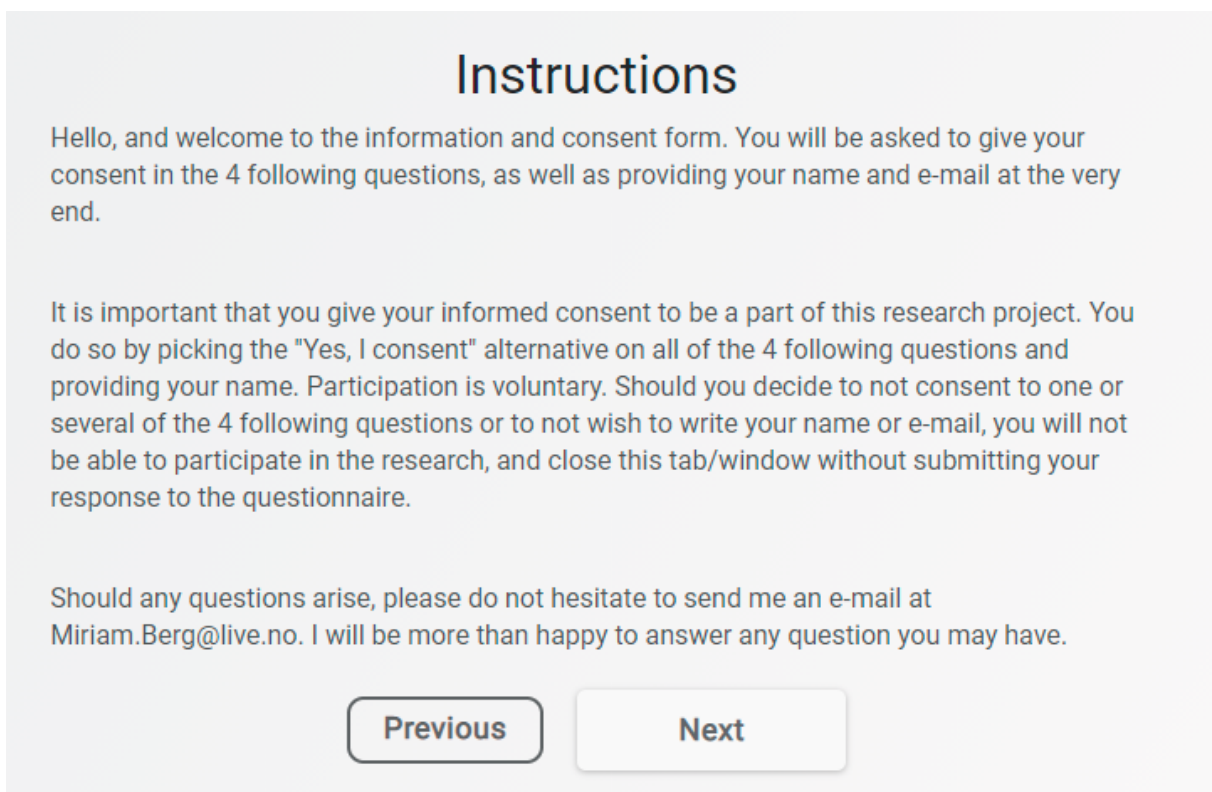 Instructions
Hello, and welcome to the information and consent form. You will be asked to give your
consent in the 4 following questions, as well as providing your name and e-mail at the very
end.
It is important that you give your informed consent to be a part of this research project. You
do so by picking the "Yes, I consent" alternative on all of the 4 following questions and
providing your name. Participation is voluntary. Should you decide to not consent to one or
several of the 4 following questions or to not wish to write your name or e-mail, you will not
be able to participate in the research, and close this tab/window without submitting your
response to the questionnaire.
Should any questions arise, please do not hesitate to send me an e-mail at
Miriam.Berg@live.no. I will be more than happy to answer any question you may have.
Previous Next